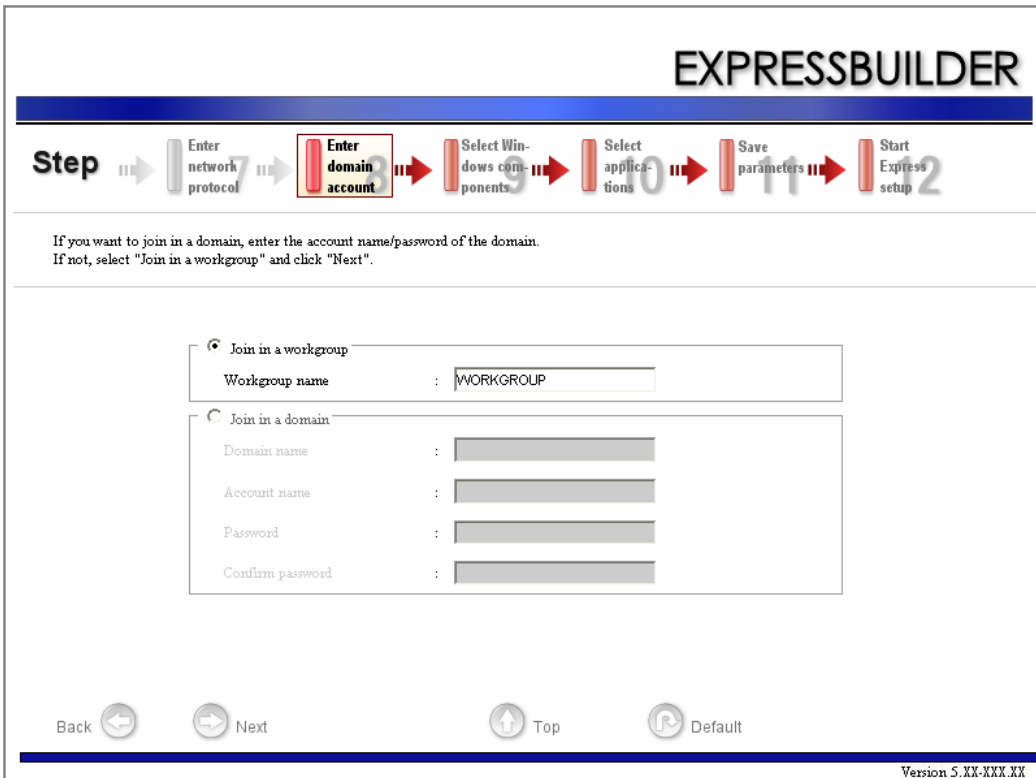 EXPRESSBUILDER
Step
Enter
network
protocol
7
Enter
domain
account
8
Select Win-
dows com-
ponents
9
Select
applica-
tions
10
Save
parameters
11
Start
Express
setup
12
If you want to join in a domain, enter the account name/password of the domain.
If not, select "Join in a workgroup" and click "Next".
Join in a workgroup
Workgroup name : WORKGROUP
Join in a domain
Domain name :
Account name :
Password :
Confirm password :
Back Next Top Default
Version 5.XX-XXX.XX